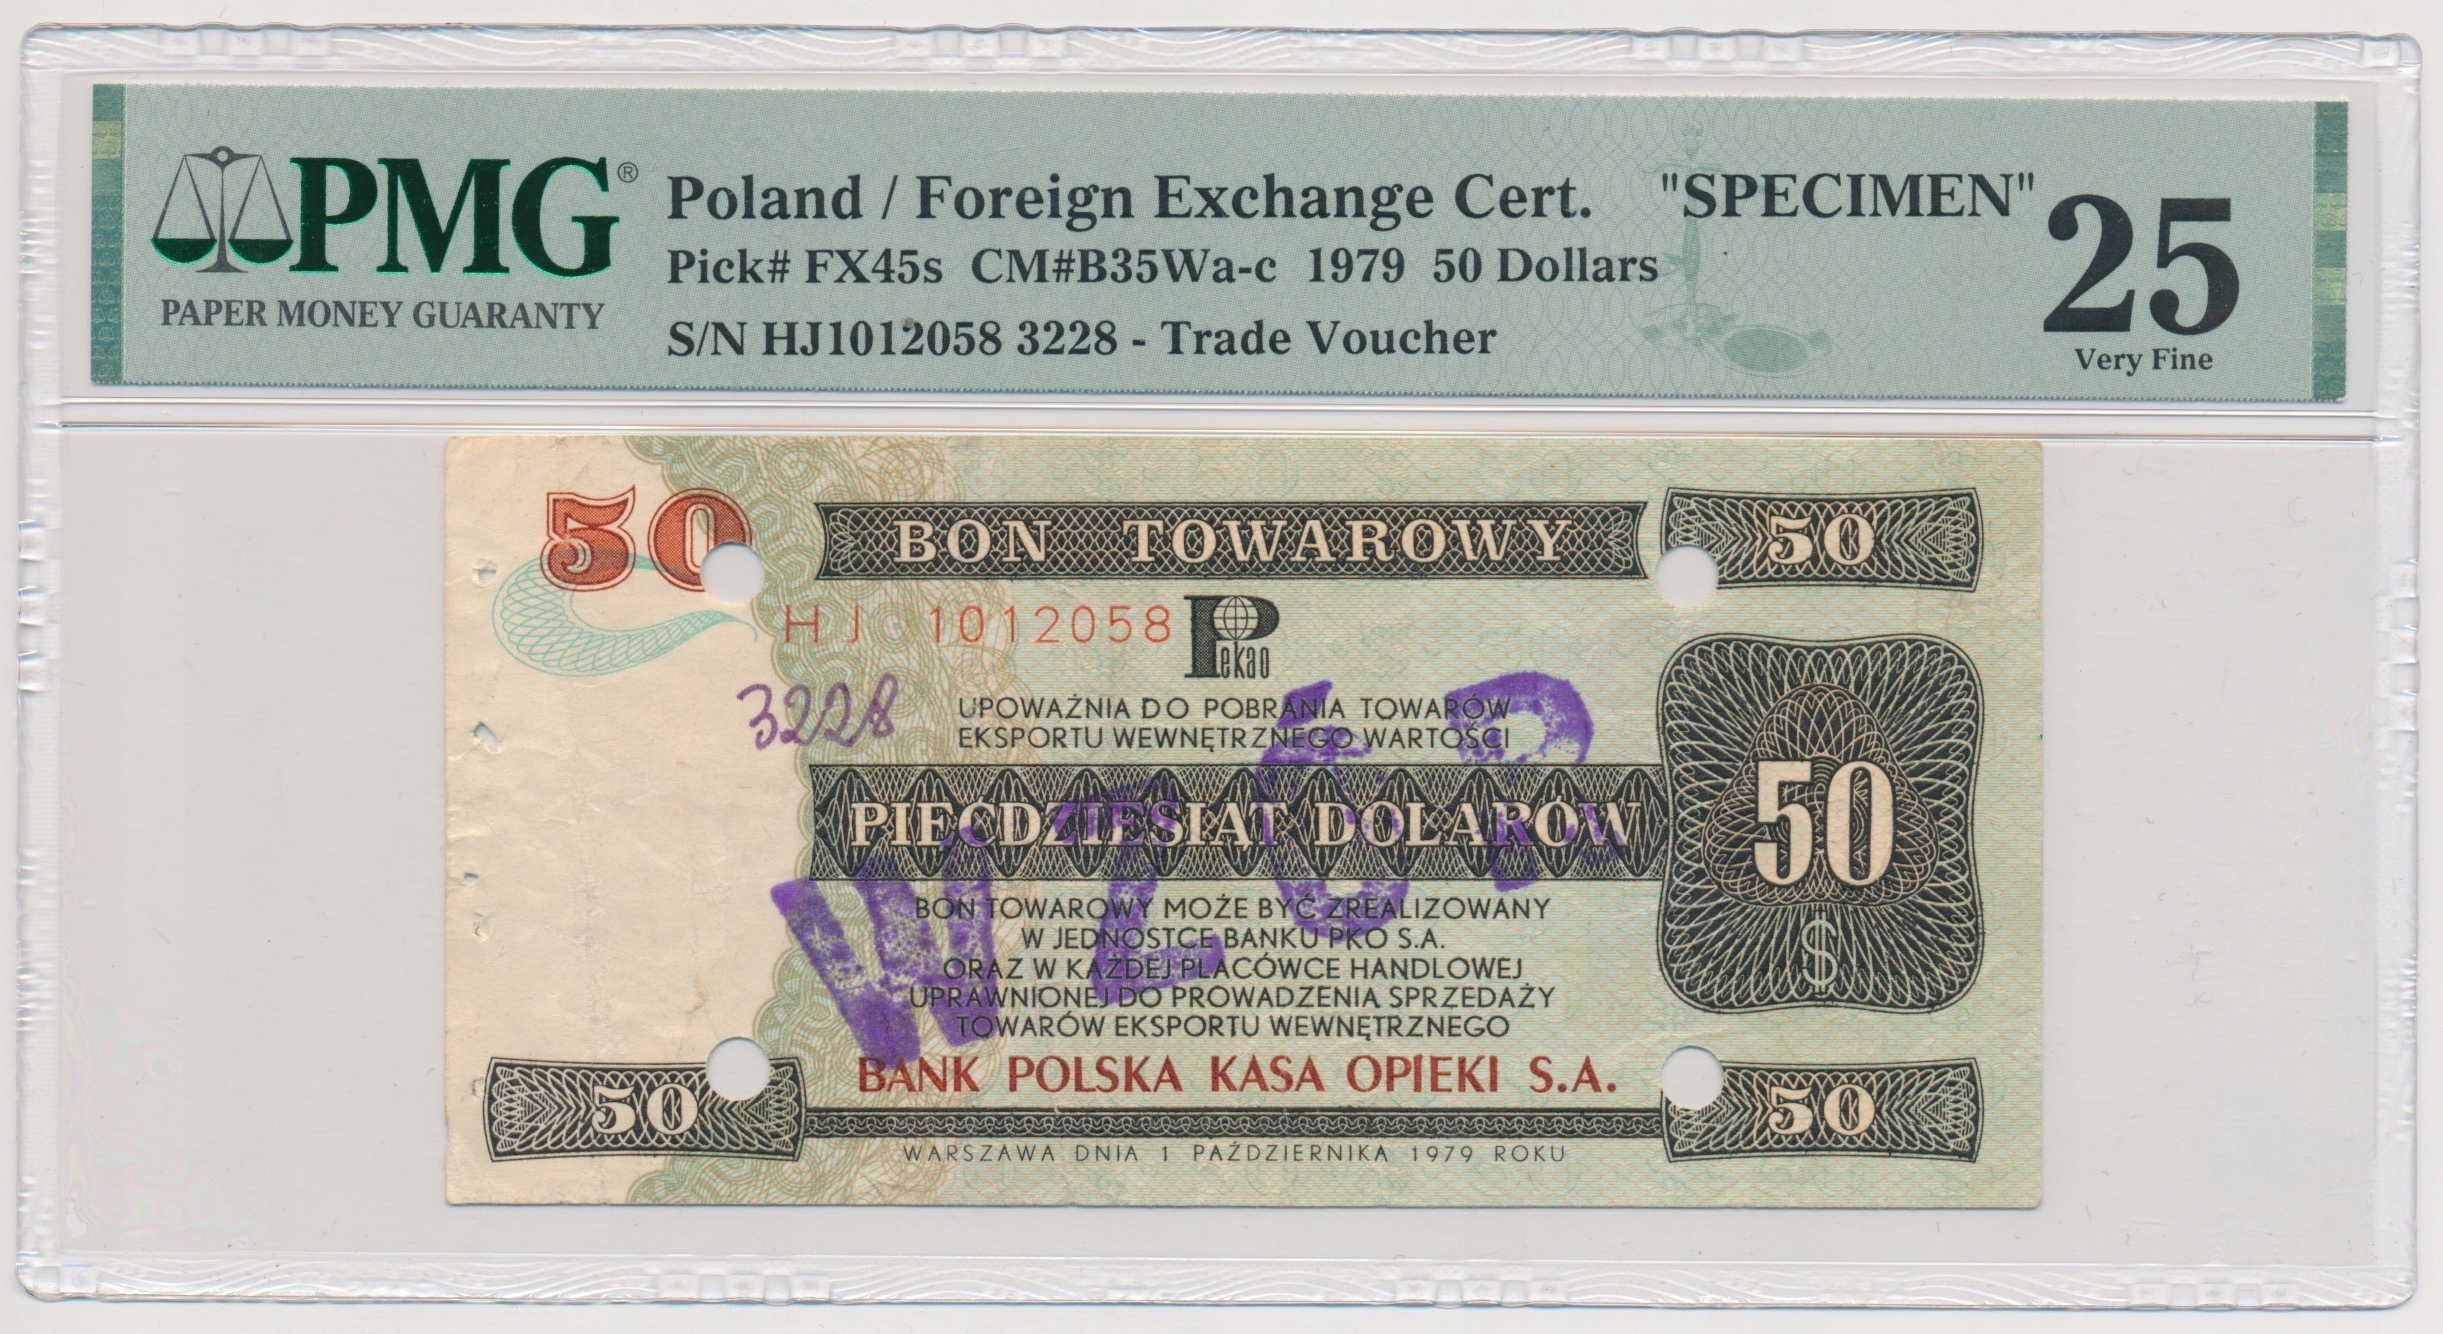 PMG®
PAPER MONEY GUARANTY
Poland / Foreign Exchange Cert. "SPECIMEN"
Pick# FX45s CM#B35Wa-c 1979 50 Dollars
S/N HJ1012058 3228 - Trade Voucher
25
Very Fine
50
BON TOWAROWY
50
HJ 1012058
Pekao
3228
UPOWAŻNIA DO POBRANIA TOWARÓW
EKSPORTU WEWNĘTRZNEGO WARTOŚCI
PIĘĆDZIESIĄT DOLARÓW
50
$
WZÓR
BON TOWAROWY MOŻE BYĆ ZREALIZOWANY
W JEDNOSTCE BANKU PKO S.A.
ORAZ W KAŻDEJ PLACÓWCE HANDLOWEJ
UPRAWNIONEJ DO PROWADZENIA SPRZEDAŻY
TOWARÓW EKSPORTU WEWNĘTRZNEGO
BANK POLSKA KASA OPIEKI S.A.
50
50
WARSZAWA DNIA 1 PAŹDZIERNIKA 1979 ROKU